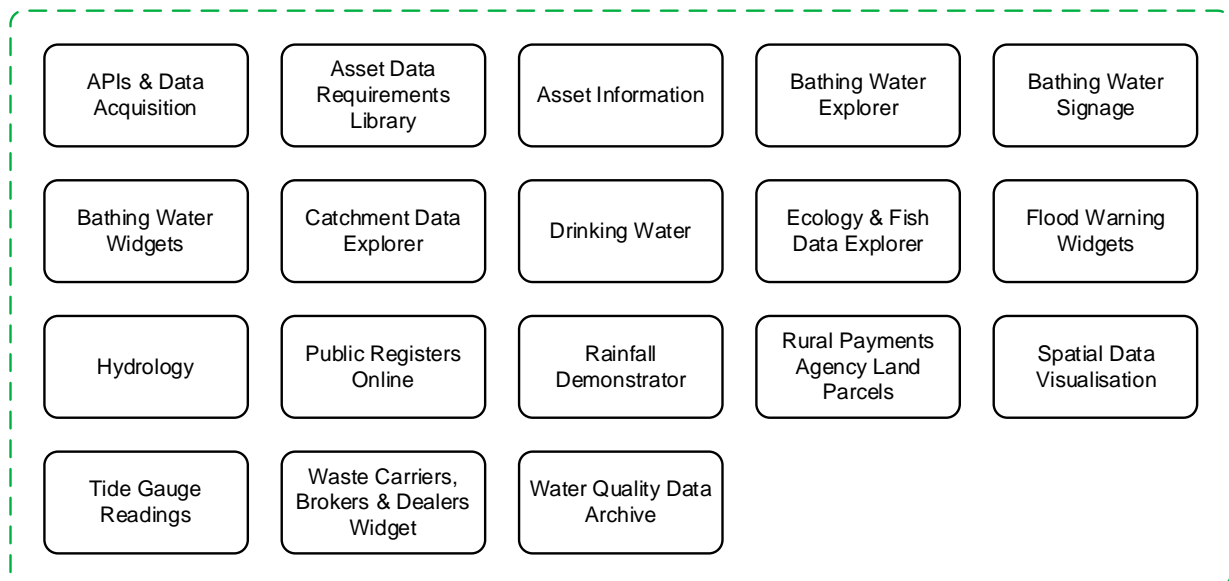 APIs & Data
Acquisition
Asset Data
Requirements
Library
Asset Information
Bathing Water
Explorer
Bathing Water
Signage
Bathing Water
Widgets
Catchment Data
Explorer
Drinking Water
Ecology & Fish
Data Explorer
Flood Warning
Widgets
Hydrology
Public Registers
Online
Rainfall
Demonstrator
Rural Payments
Agency Land
Parcels
Spatial Data
Visualisation
Tide Gauge
Readings
Waste Carriers,
Brokers & Dealers
Widget
Water Quality Data
Archive